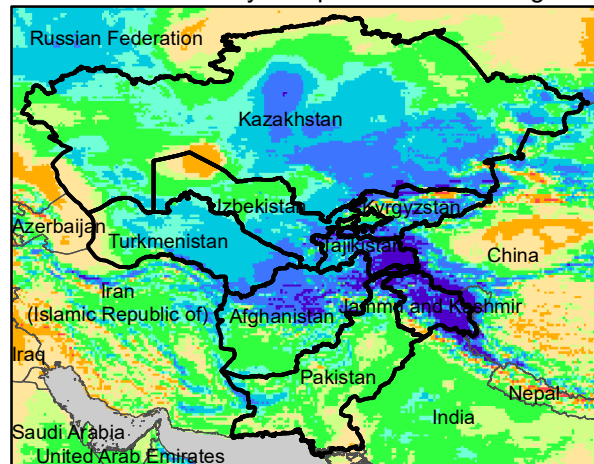 Russian Federation
Kazakhstan
Uzbekistan
Kyrgyzstan
Azerbaijan
Turkmenistan
Tajikistan
China
Iran
(Islamic Republic of)
Afghanistan
Jammu and Kashmir
Iraq
Pakistan
Nepal
India
Saudi Arabia
United Arab Emirates